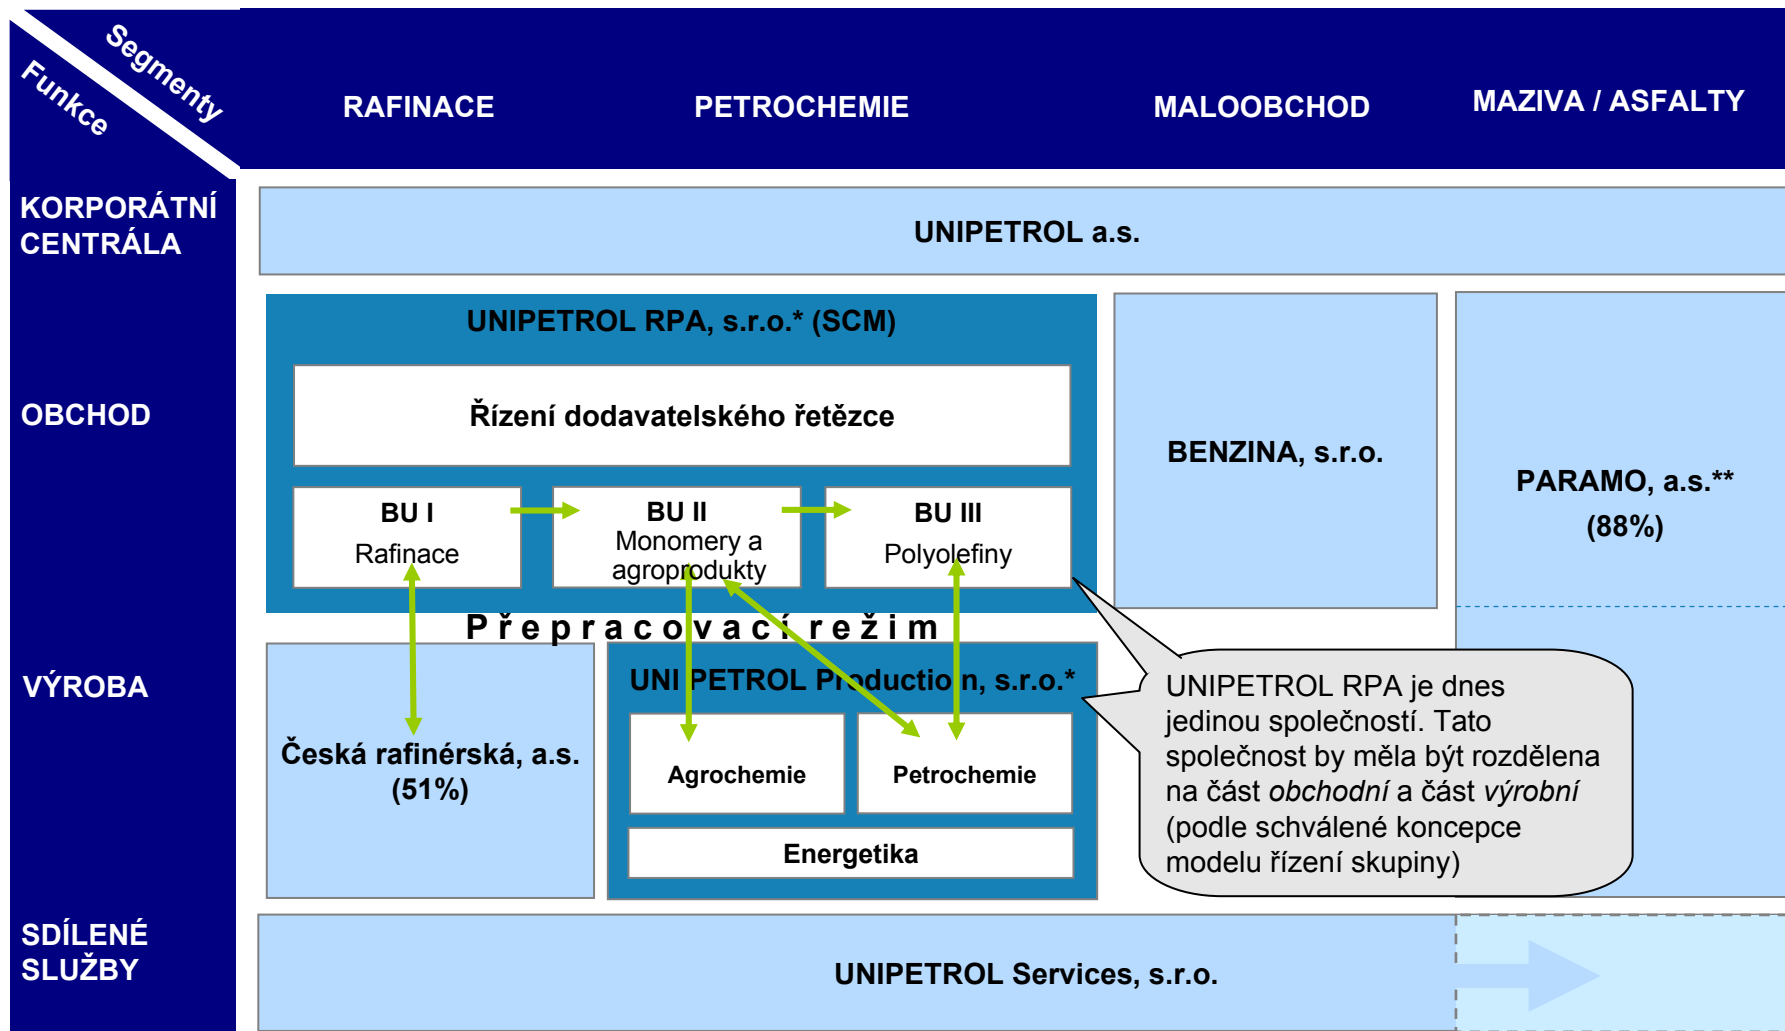 Segmenty
Funkce
RAFINACE
PETROCHEMIE
MALOOBCHOD
MAZIVA / ASFALTY
KORPORÁTNÍ
CENTRÁLA
UNIPETROL a.s.
UNIPETROL RPA, s.r.o.* (SCM)
OBCHOD
Řízení dodavatelského řetězce
BENZINA, s.r.o.
PARAMO, a.s.**
(88%)
BU I
Rafinace
BU II
Monomery a
agroprodukty
BU III
Polyolefiny
Přepracovací režim
VÝROBA
UNI PETROL Productio n, s.r.o.*
Česká rafinérská, a.s.
(51%)
Agrochemie
Petrochemie
Energetika
UNIPETROL RPA je dnes
jedinou společností. Tato
společnost by měla být rozdělena
na část obchodní a část výrobní
(podle schválené koncepce
modelu řízení skupiny)
SDÍLENÉ
SLUŽBY
UNIPETROL Services, s.r.o.